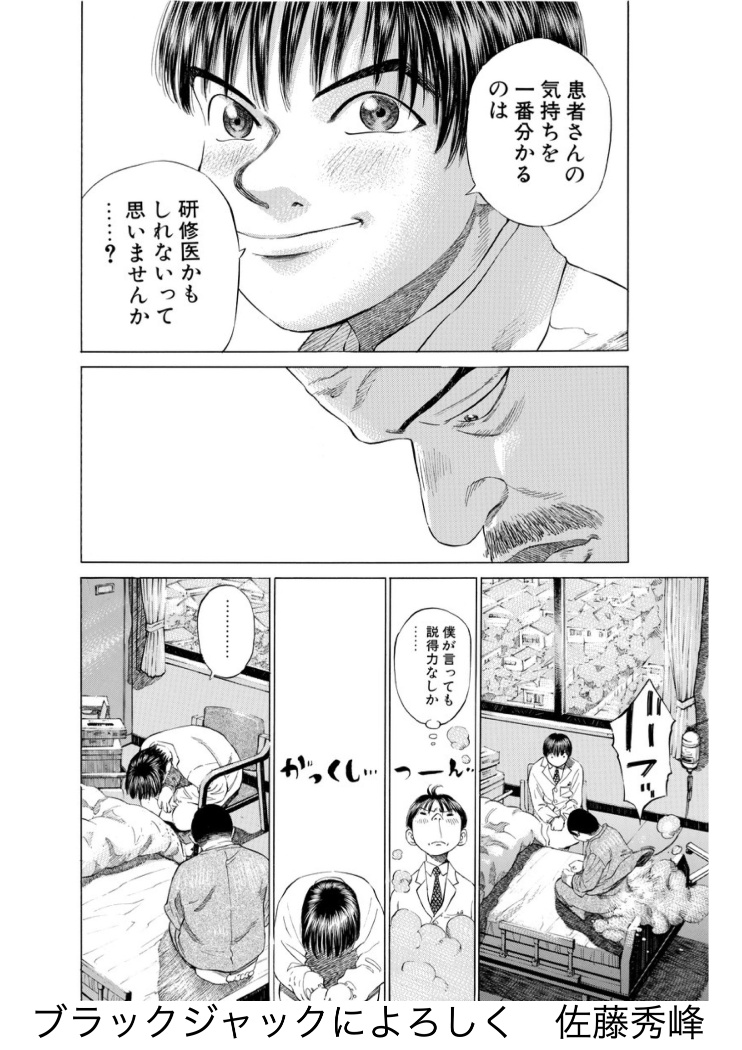 患者さんの
気持ちを
一番分かる
のは
研修医かも
しれないって
思いませんか
……？
ブーーッ
僕が言っても
説得力なしか
……
つーん…
がっくし…
…………
ブラックジャックによろしく　佐藤秀峰